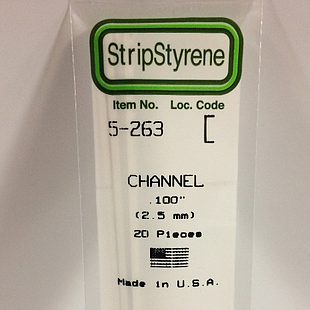 StripStyrene
Item No. Loc. Code
5-263 [
CHANNEL
.100"
(2.5 mm)
20 Pieces
Made in U.S.A.